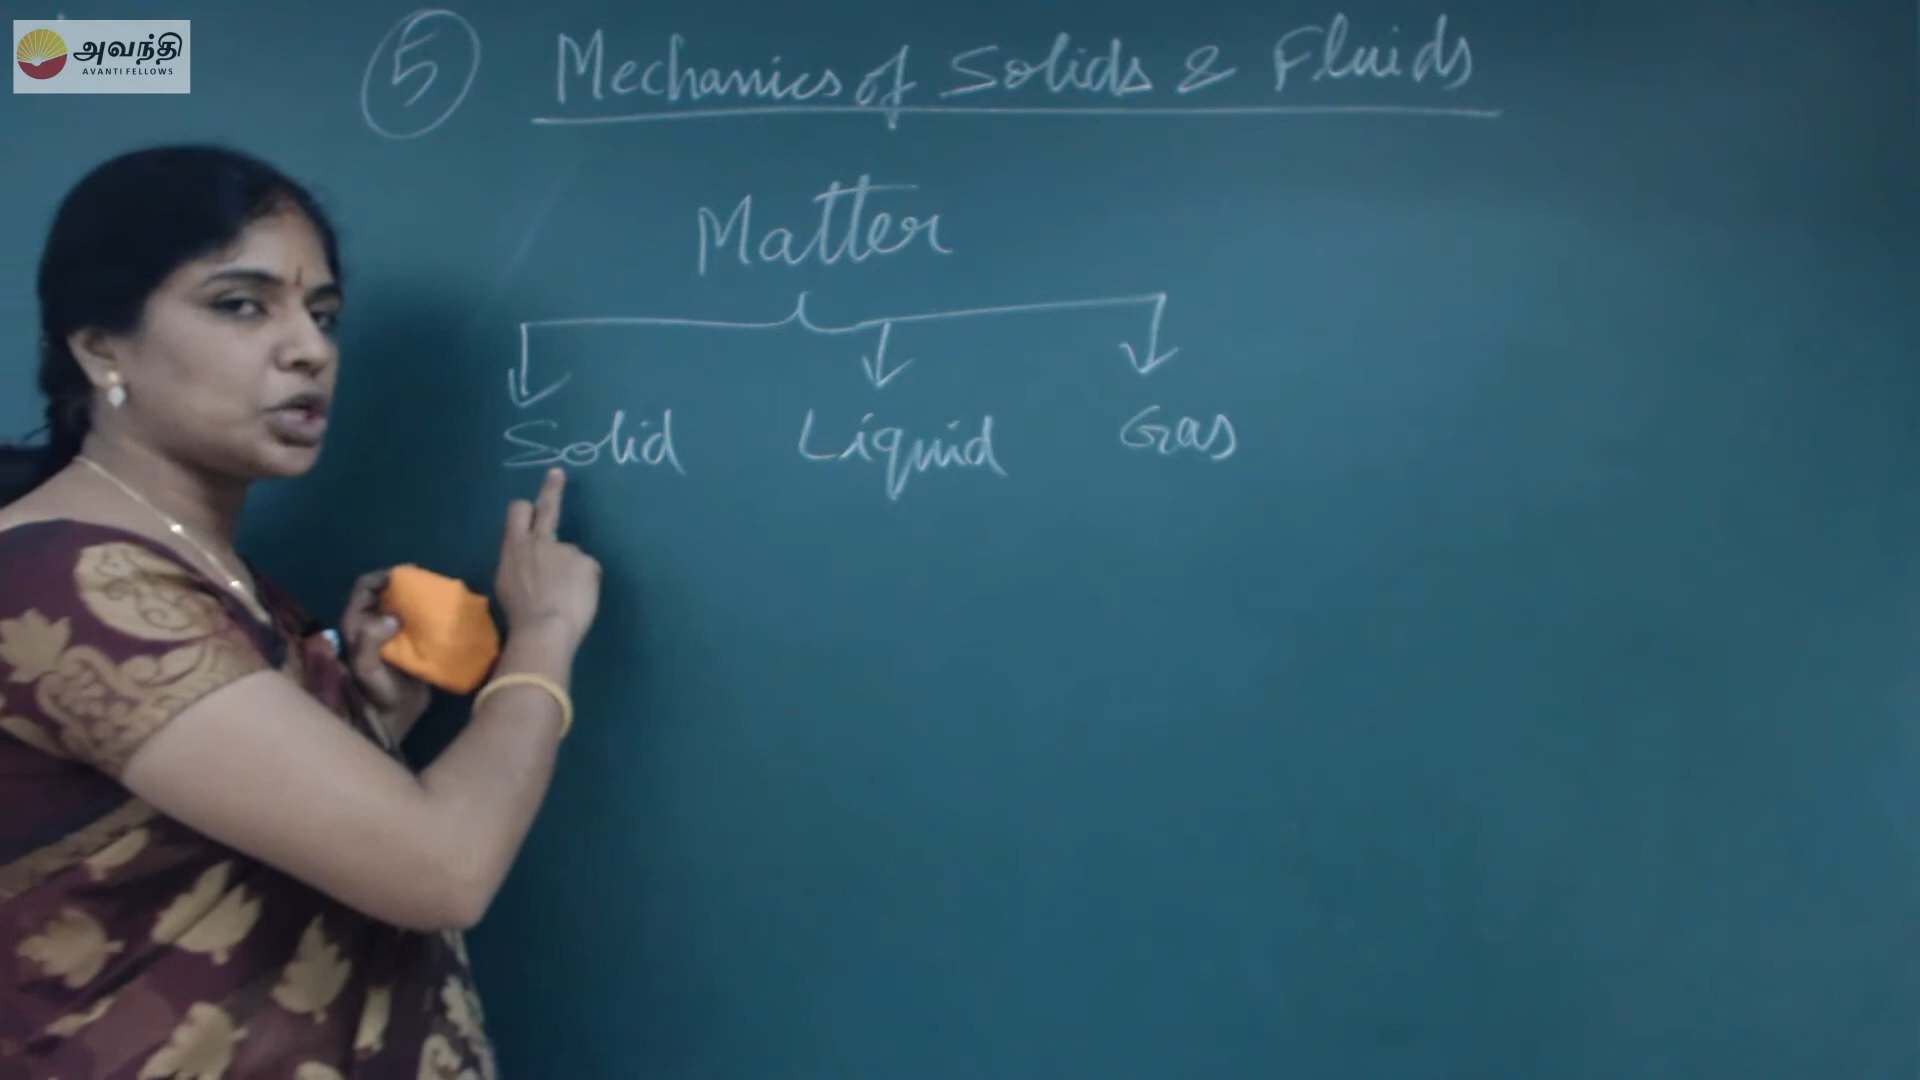 அவந்தி
AVANTI FELLOWS
5 Mechanics of Solids & Fluids
Matter
Solid Liquid Gas